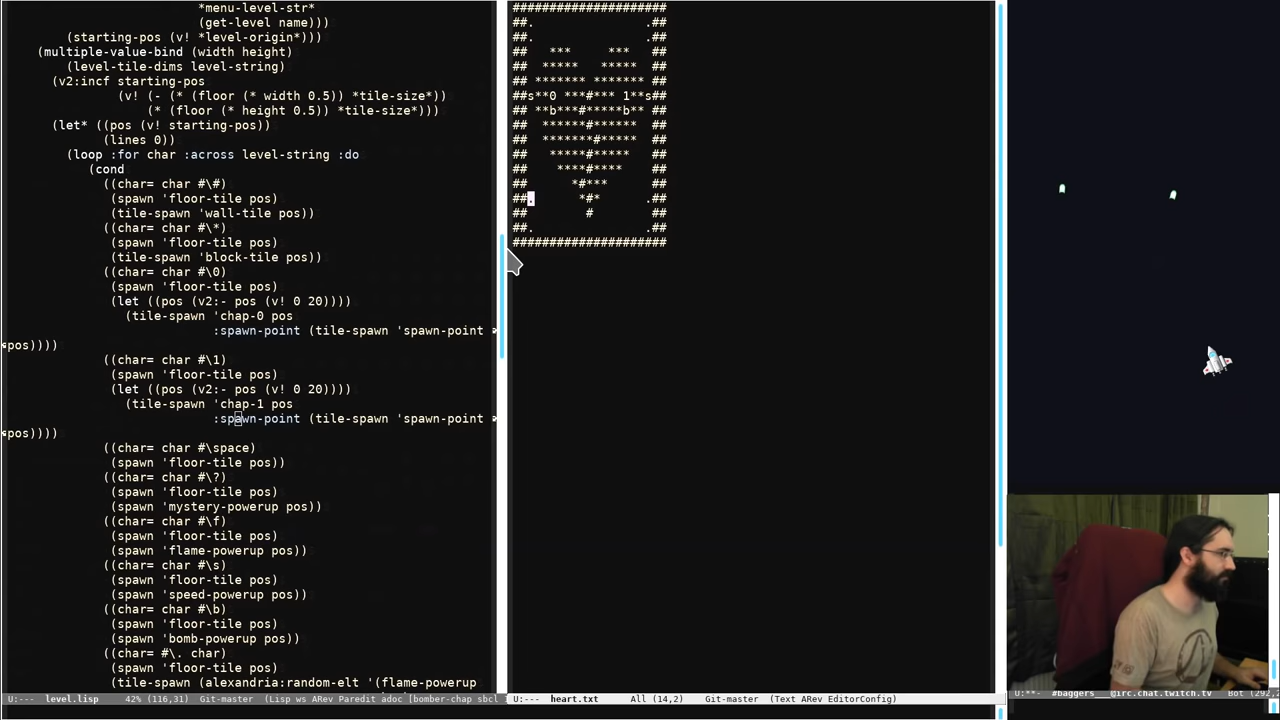 *menu-level-str*
(get-level name)))
(starting-pos (v! *level-origin*)))
(multiple-value-bind (width height)
(level-tile-dims level-string)
(v2:incf starting-pos
(v! (- (* (floor (* width 0.5)) *tile-size*))
(* (floor (* height 0.5)) *tile-size*)))
(let* ((pos (v! starting-pos))
(lines 0))
(loop :for char :across level-string :do
(cond
((char= char #\#)
(spawn 'floor-tile pos)
(tile-spawn 'wall-tile pos))
((char= char #\*)
(spawn 'floor-tile pos)
(tile-spawn 'block-tile pos))
((char= char #\0)
(spawn 'floor-tile pos)
(let ((pos (v2:- pos (v! 0 20))))
(tile-spawn 'chap-0 pos
:spawn-point (tile-spawn 'spawn-point
pos))))
((char= char #\1)
(spawn 'floor-tile pos)
(let ((pos (v2:- pos (v! 0 20))))
(tile-spawn 'chap-1 pos
:spawn-point (tile-spawn 'spawn-point
pos))))
((char= char #\space)
(spawn 'floor-tile pos))
((char= char #\?)
(spawn 'floor-tile pos)
(spawn 'mystery-powerup pos))
((char= char #\f)
(spawn 'floor-tile pos)
(spawn 'flame-powerup pos))
((char= char #\s)
(spawn 'floor-tile pos)
(spawn 'speed-powerup pos))
((char= char #\b)
(spawn 'floor-tile pos)
(spawn 'bomb-powerup pos))
((char= #\. char)
(spawn 'floor-tile pos)
(tile-spawn (alexandria:random-elt '(flame-powerup
U:--- level.lisp 42% (116,31) Git-master (Lisp ws ARev Paredit adoc [bomber-chap sbcl
#####################
##.               .##
##.               .##
##   ***     ***   ##
##  *****   *****  ##
## ******* ******* ##
##s**0 ***#*** 1**s##
## **b***#*****b** ##
##  ******#******  ##
##  *******#*****  ##
##   *****#*****   ##
##    ****#****    ##
##      *#***      ##
##.      *#*      .##
##        #        ##
##.               .##
#####################
U:--- heart.txt All (14,2) Git-master (Text ARev EditorConfig)
U:**- #baggers___@irc.chat.twitch.tv Bot (292,2